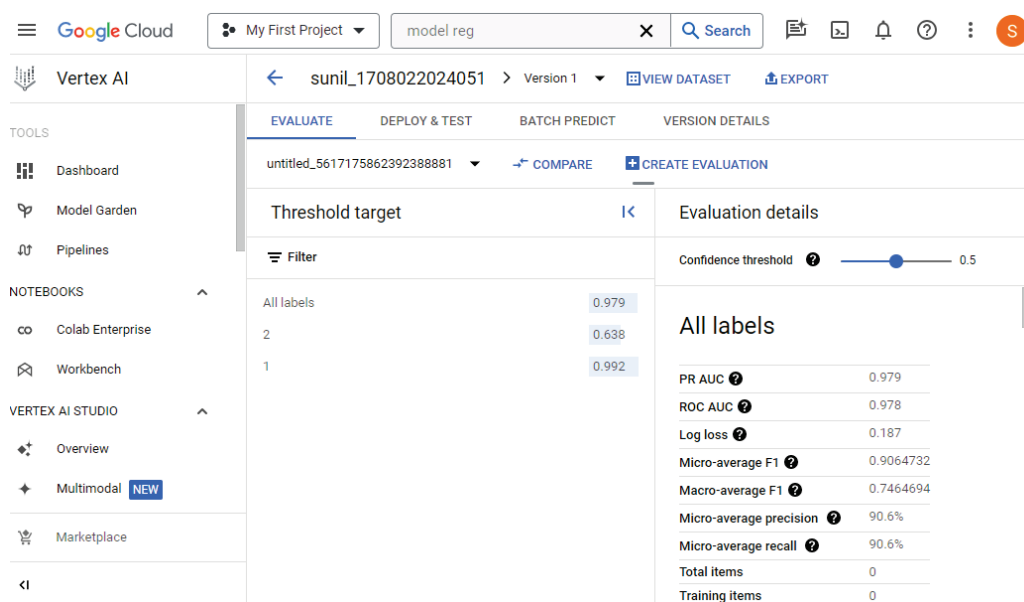 Google Cloud
My First Project
model reg
Search
S
Vertex AI
sunil_1708022024051
Version 1
VIEW DATASET
EXPORT
TOOLS
Dashboard
Model Garden
Pipelines
NOTEBOOKS
Colab Enterprise
Workbench
VERTEX AI STUDIO
Overview
Multimodal NEW
Marketplace
EVALUATE
DEPLOY & TEST
BATCH PREDICT
VERSION DETAILS
untitled_5617175862392388881
COMPARE
CREATE EVALUATION
Threshold target
Filter
All labels 0.979
2 0.638
1 0.992
Evaluation details
Confidence threshold 0.5
All labels
PR AUC 0.979
ROC AUC 0.978
Log loss 0.187
Micro-average F1 0.9064732
Macro-average F1 0.7464694
Micro-average precision 90.6%
Micro-average recall 90.6%
Total items 0
Training items 0